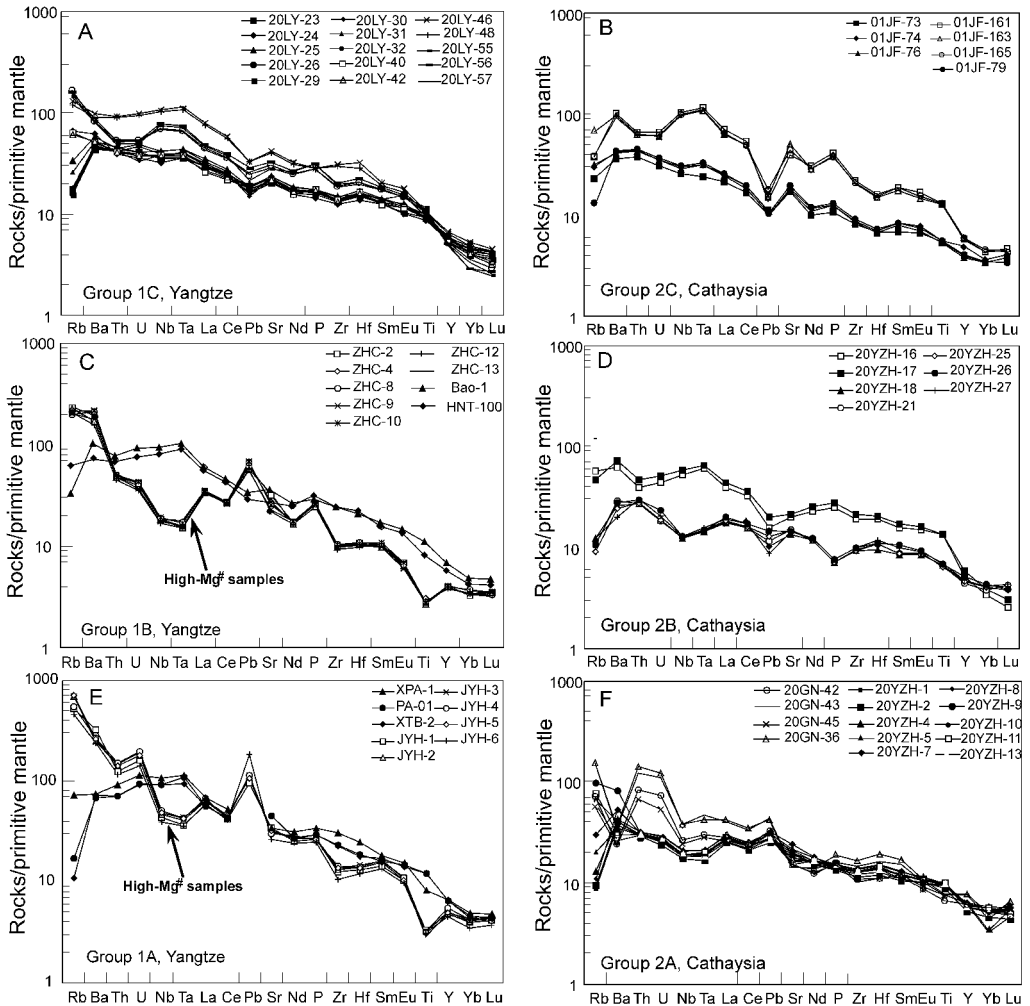 A
20LY-23 20LY-30 20LY-46
20LY-24 20LY-31 20LY-48
20LY-25 20LY-32 20LY-55
20LY-26 20LY-40 20LY-56
20LY-29 20LY-42 20LY-57
1000
100
10
1
Rocks/primitive mantle
Group 1C, Yangtze
Rb Ba Th U Nb Ta La Ce Pb Sr Nd P Zr Hf Sm Eu Ti Y Yb Lu
B
01JF-73 01JF-161
01JF-74 01JF-163
01JF-76 01JF-165
01JF-79
1000
100
10
1
Rocks/primitive mantle
Group 2C, Cathaysia
Rb Ba Th U Nb Ta La Ce Pb Sr Nd P Zr Hf Sm Eu Ti Y Yb Lu
C
ZHC-2 ZHC-12
ZHC-4 ZHC-13
ZHC-8 Bao-1
ZHC-9 HNT-100
ZHC-10
1000
100
10
1
Rocks/primitive mantle
High-Mg# samples
Group 1B, Yangtze
Rb Ba Th U Nb Ta La Ce Pb Sr Nd P Zr Hf Sm Eu Ti Y Yb Lu
D
20YZH-16 20YZH-25
20YZH-17 20YZH-26
20YZH-18 20YZH-27
20YZH-21
1000
100
10
1
Rocks/primitive mantle
Group 2B, Cathaysia
Rb Ba Th U Nb Ta La Ce Pb Sr Nd P Zr Hf Sm Eu Ti Y Yb Lu
E
XPA-1 JYH-3
PA-01 JYH-4
XTB-2 JYH-5
JYH-1 JYH-6
JYH-2
1000
100
10
1
Rocks/primitive mantle
High-Mg# samples
Group 1A, Yangtze
Rb Ba Th U Nb Ta La Ce Pb Sr Nd P Zr Hf Sm Eu Ti Y Yb Lu
F
20GN-42 20YZH-1 20YZH-8
20GN-43 20YZH-2 20YZH-9
20GN-45 20YZH-4 20YZH-10
20GN-36 20YZH-5 20YZH-11
20YZH-7 20YZH-13
1000
100
10
1
Rocks/primitive mantle
Group 2A, Cathaysia
Rb Ba Th U Nb Ta La Ce Pb Sr Nd P Zr Hf Sm Eu Ti Y Yb Lu